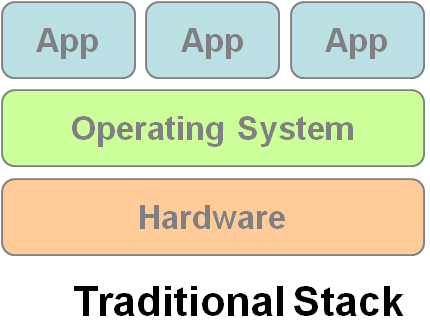 App App App
Operating System
Hardware
Traditional Stack